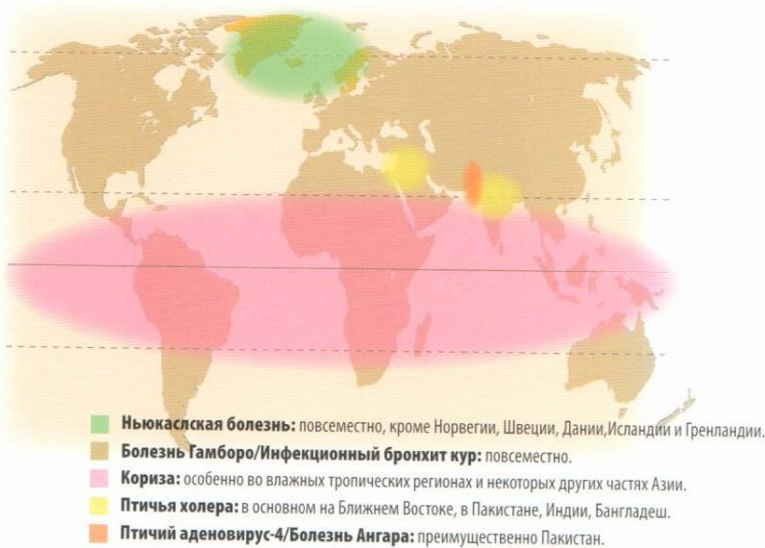 Ньюкаслская болезнь: повсеместно, кроме Норвегии, Швеции, Дании,Исландии и Гренландии.
Болезнь Гамборо/Инфекционный бронхит кур: повсеместно.
Кориза: особенно во влажных тропических регионах и некоторых других частях Азии.
Птичья холера: в основном на Ближнем Востоке, в Пакистане, Индии, Бангладеш.
Птичий аденовирус-4/Болезнь Ангара: преимущественно Пакистан.